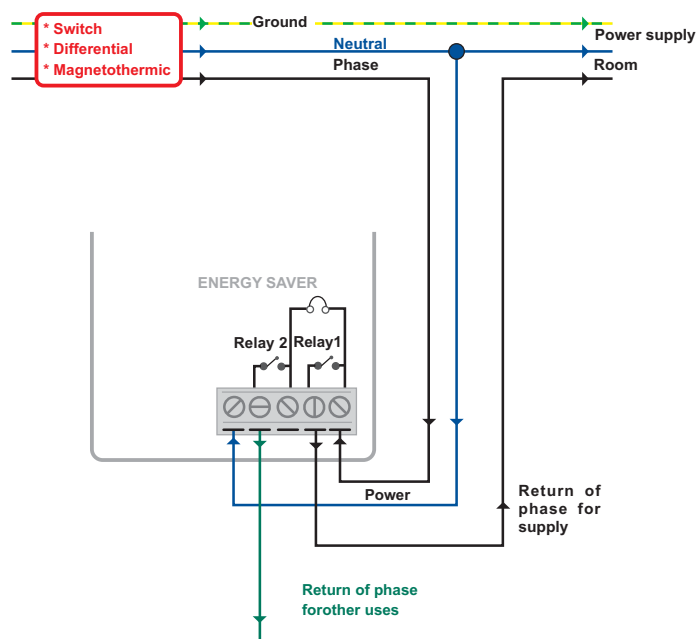 Ground
* Switch
* Differential
* Magnetothermic
Neutral
Phase
Power supply
Room
ENERGY SAVER
Relay 2
Relay1
Power
Return of
phase for
supply
Return of phase
forother uses